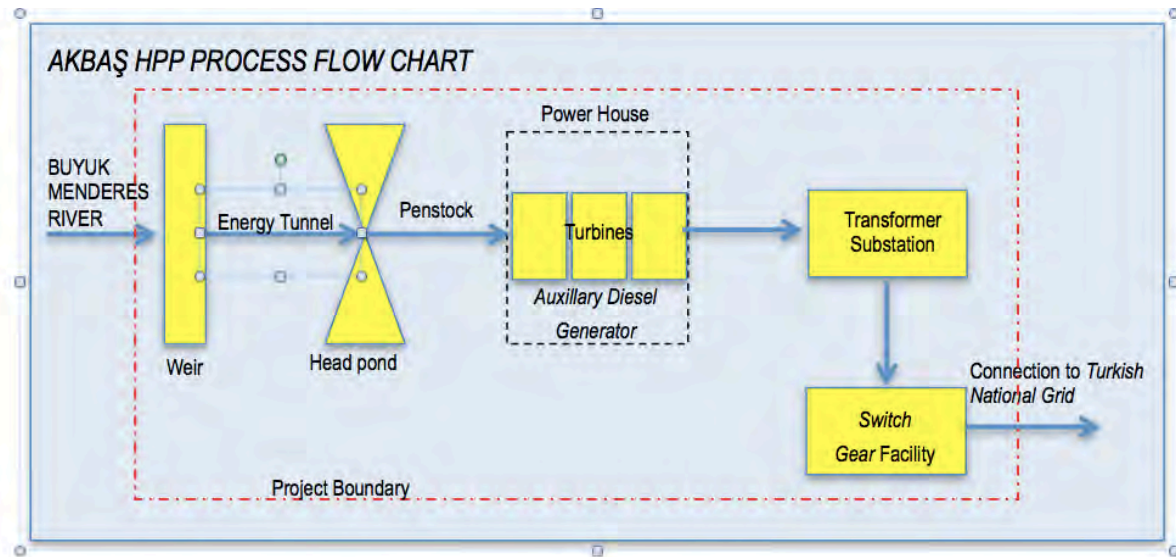 AKBAŞ HPP PROCESS FLOW CHART
Power House
BUYUK
MENDERES
RIVER
Energy Tunnel
Penstock
Turbines
Transformer
Substation
Auxillary Diesel
Generator
Weir
Head pond
Connection to Turkish
National Grid
Switch
Gear Facility
Project Boundary